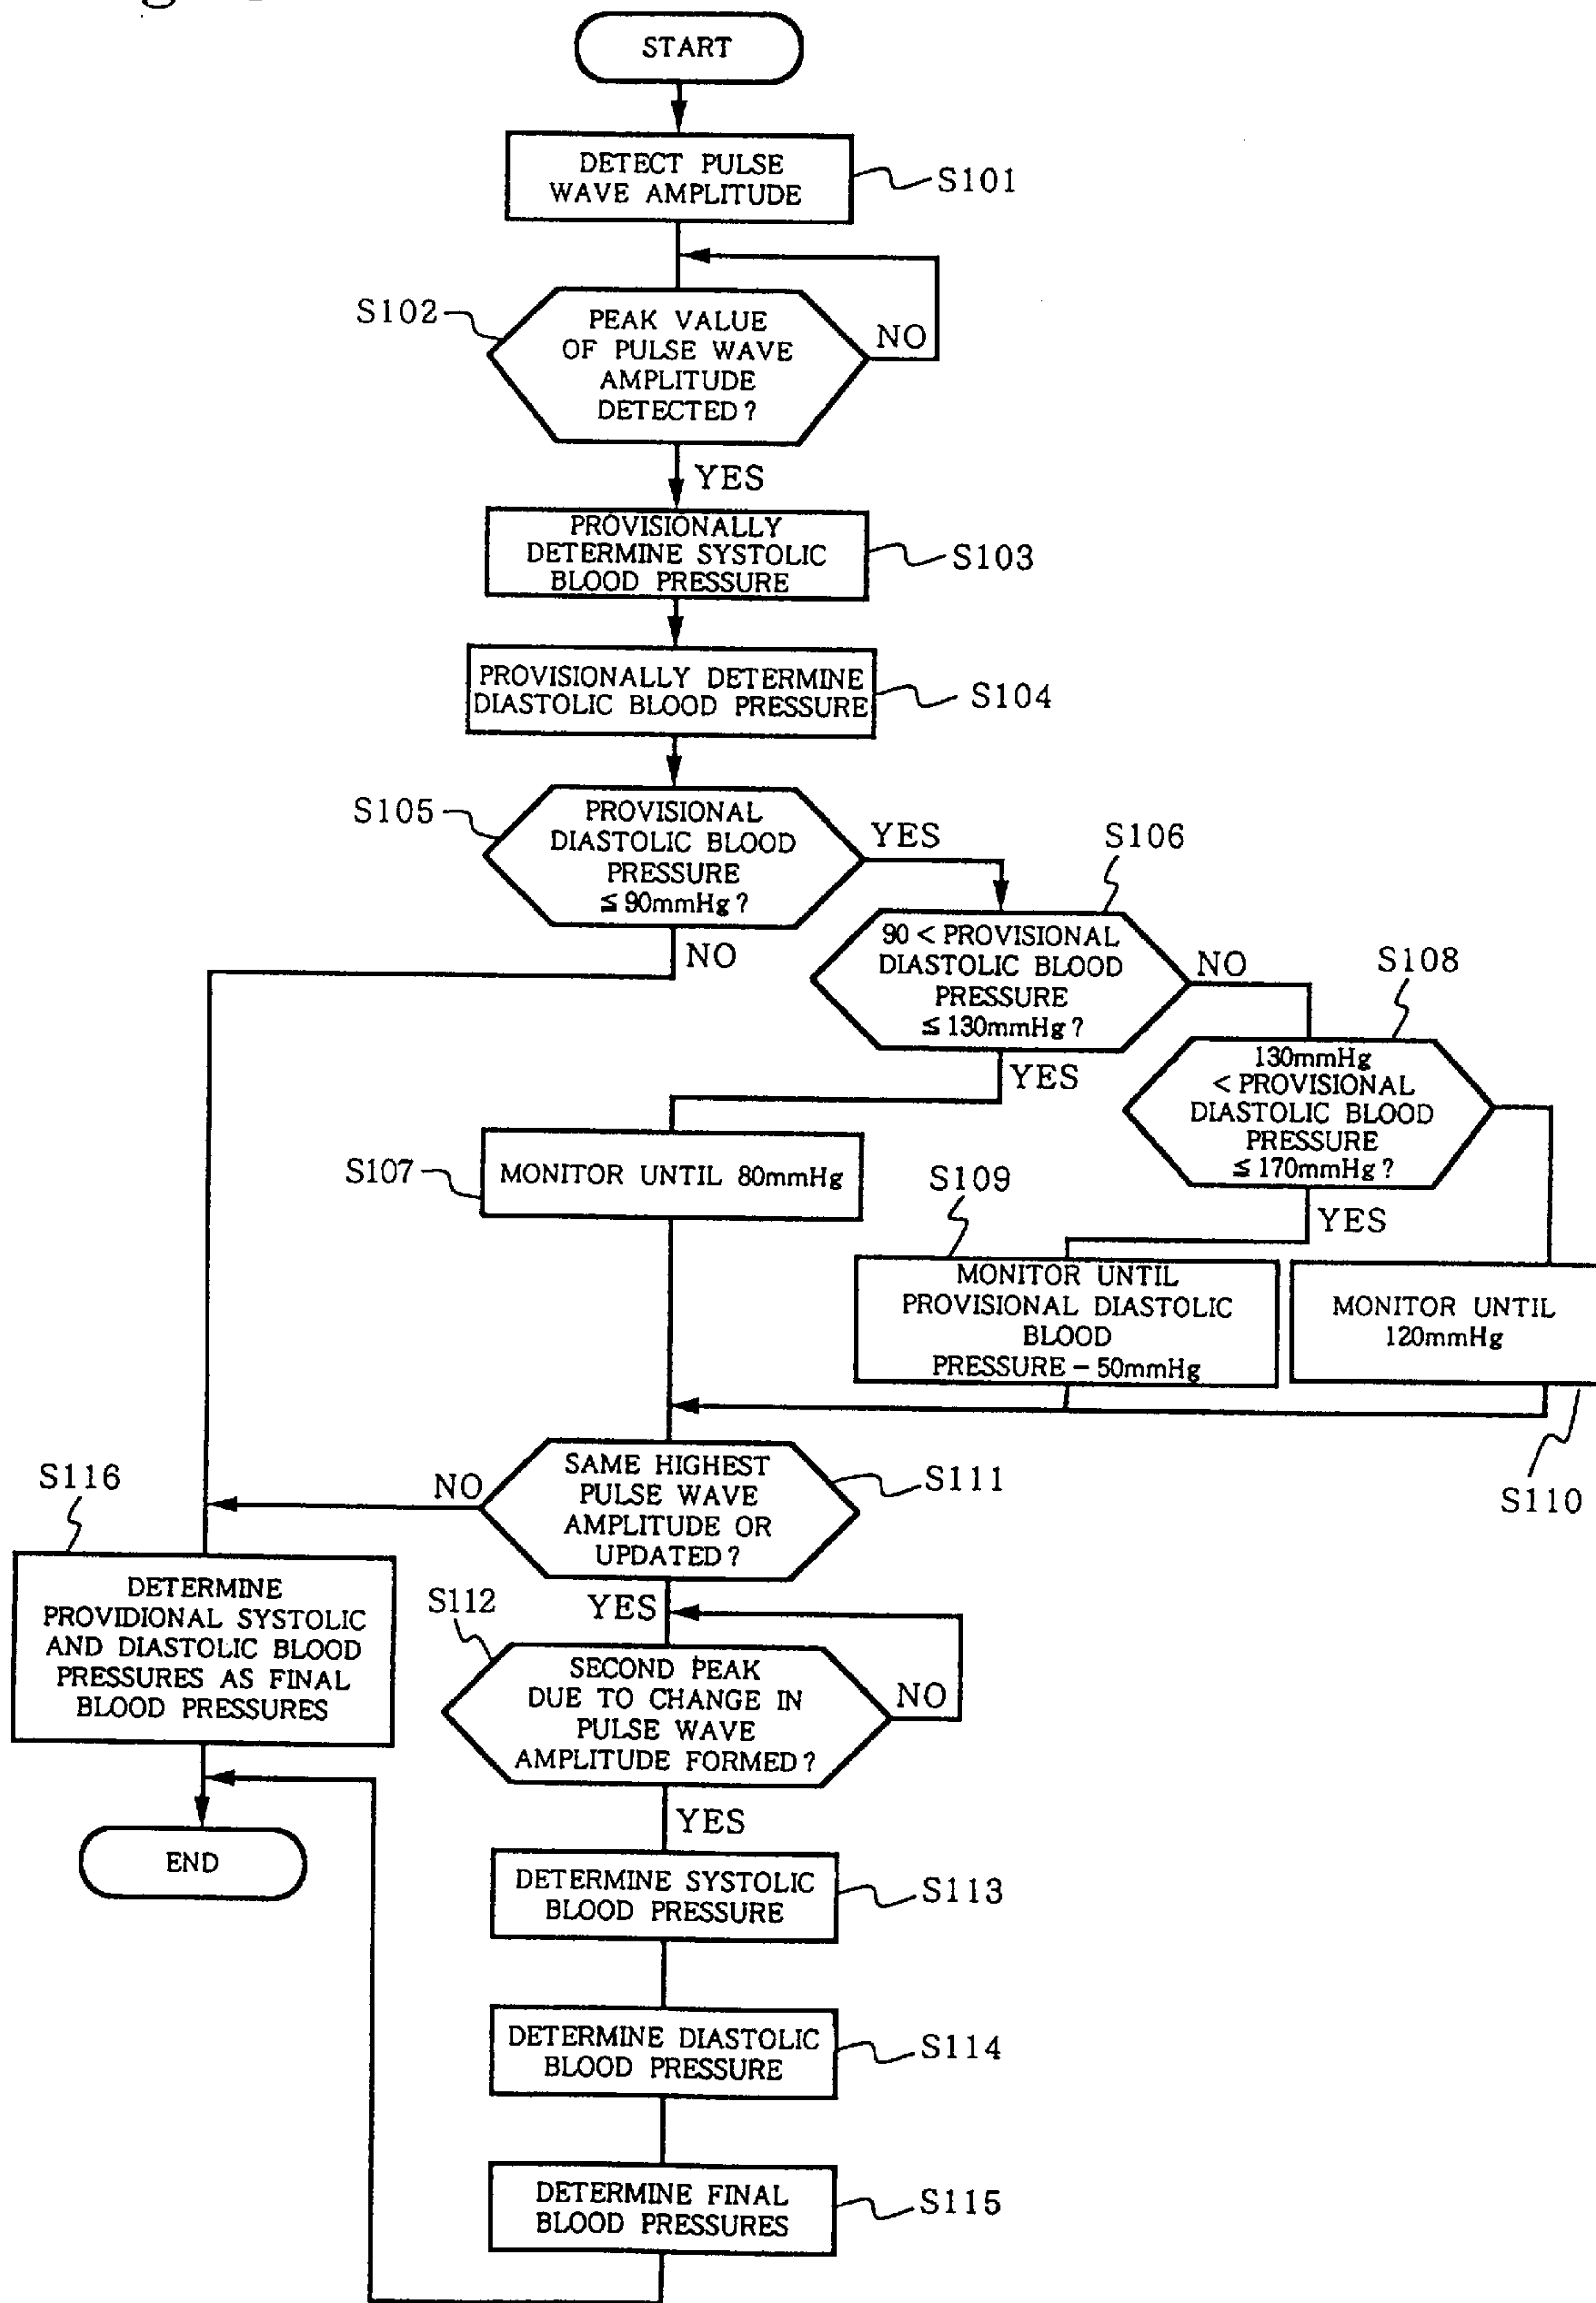 START
DETECT PULSE
WAVE AMPLITUDE
S101
S102
PEAK VALUE
OF PULSE WAVE
AMPLITUDE
DETECTED?
NO
YES
PROVISIONALLY
DETERMINE SYSTOLIC
BLOOD PRESSURE
S103
PROVISIONALLY DETERMINE
DIASTOLIC BLOOD PRESSURE
S104
S105
PROVISIONAL
DIASTOLIC BLOOD
PRESSURE
≦ 90mmHg?
YES
NO
S106
90 < PROVISIONAL
DIASTOLIC BLOOD
PRESSURE
≦ 130mmHg?
NO
YES
S108
130mmHg
< PROVISIONAL
DIASTOLIC BLOOD
PRESSURE
≦ 170mmHg?
YES
S107
MONITOR UNTIL 80mmHg
S109
MONITOR UNTIL
PROVISIONAL DIASTOLIC
BLOOD
PRESSURE – 50mmHg
MONITOR UNTIL
120mmHg
S110
SAME HIGHEST
PULSE WAVE
AMPLITUDE OR
UPDATED?
S111
NO
YES
S116
DETERMINE
PROVIDIONAL SYSTOLIC
AND DIASTOLIC BLOOD
PRESSURES AS FINAL
BLOOD PRESSURES
S112
SECOND PEAK
DUE TO CHANGE IN
PULSE WAVE
AMPLITUDE FORMED?
NO
YES
END
DETERMINE SYSTOLIC
BLOOD PRESSURE
S113
DETERMINE DIASTOLIC
BLOOD PRESSURE
S114
DETERMINE FINAL
BLOOD PRESSURES
S115